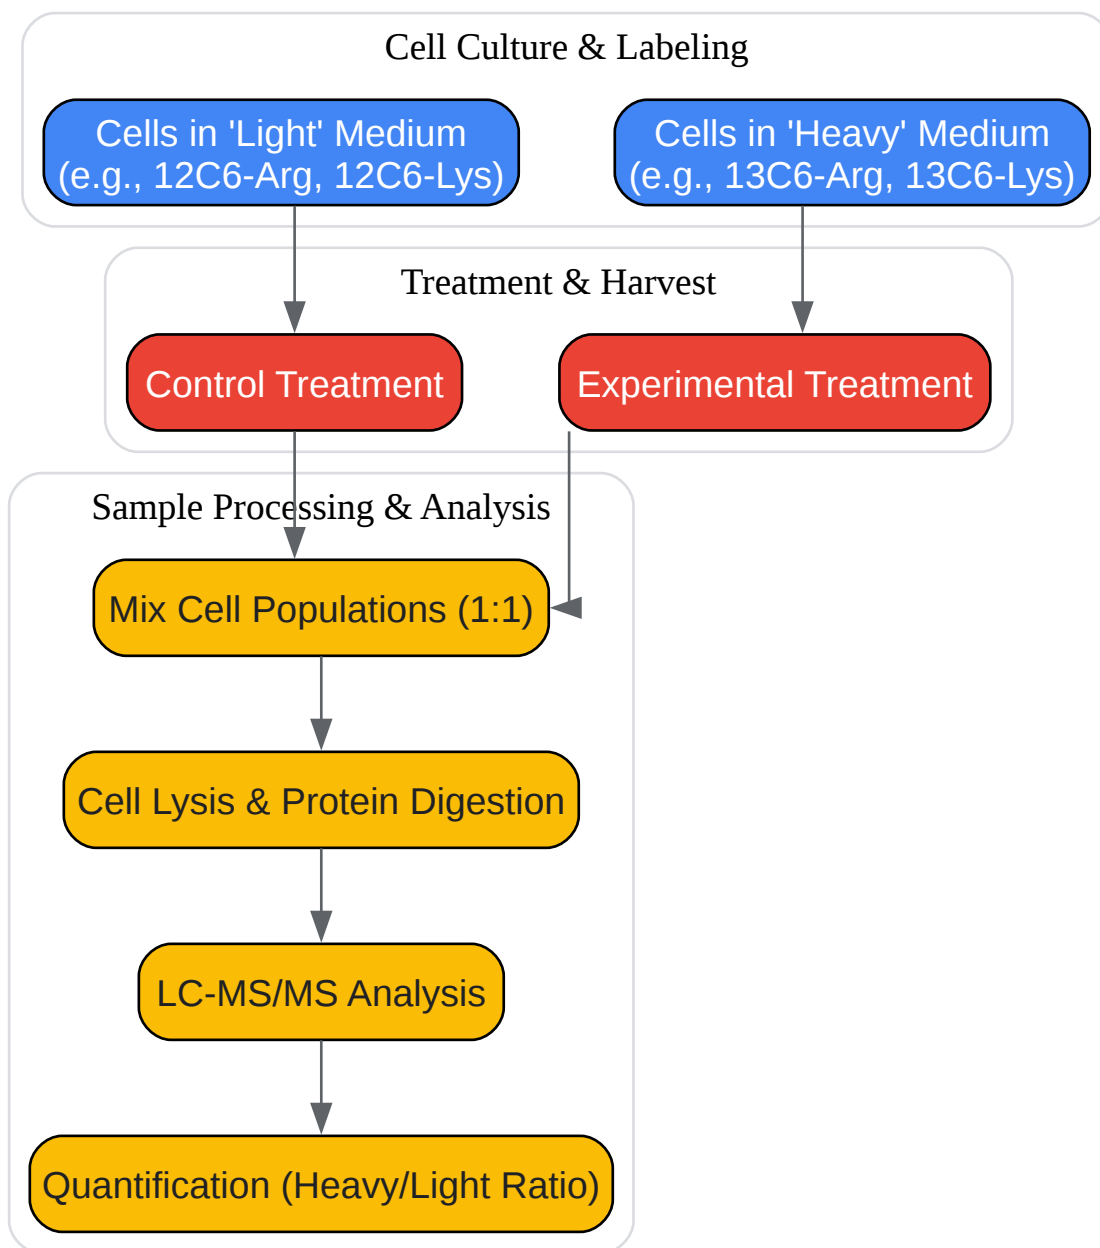 Cell Culture & Labeling
Cells in 'Light' Medium
(e.g., 12C6-Arg, 12C6-Lys)
Cells in 'Heavy' Medium
(e.g., 13C6-Arg, 13C6-Lys)
Treatment & Harvest
Control Treatment
Experimental Treatment
Sample Processing & Analysis
Mix Cell Populations (1:1)
Cell Lysis & Protein Digestion
LC-MS/MS Analysis
Quantification (Heavy/Light Ratio)